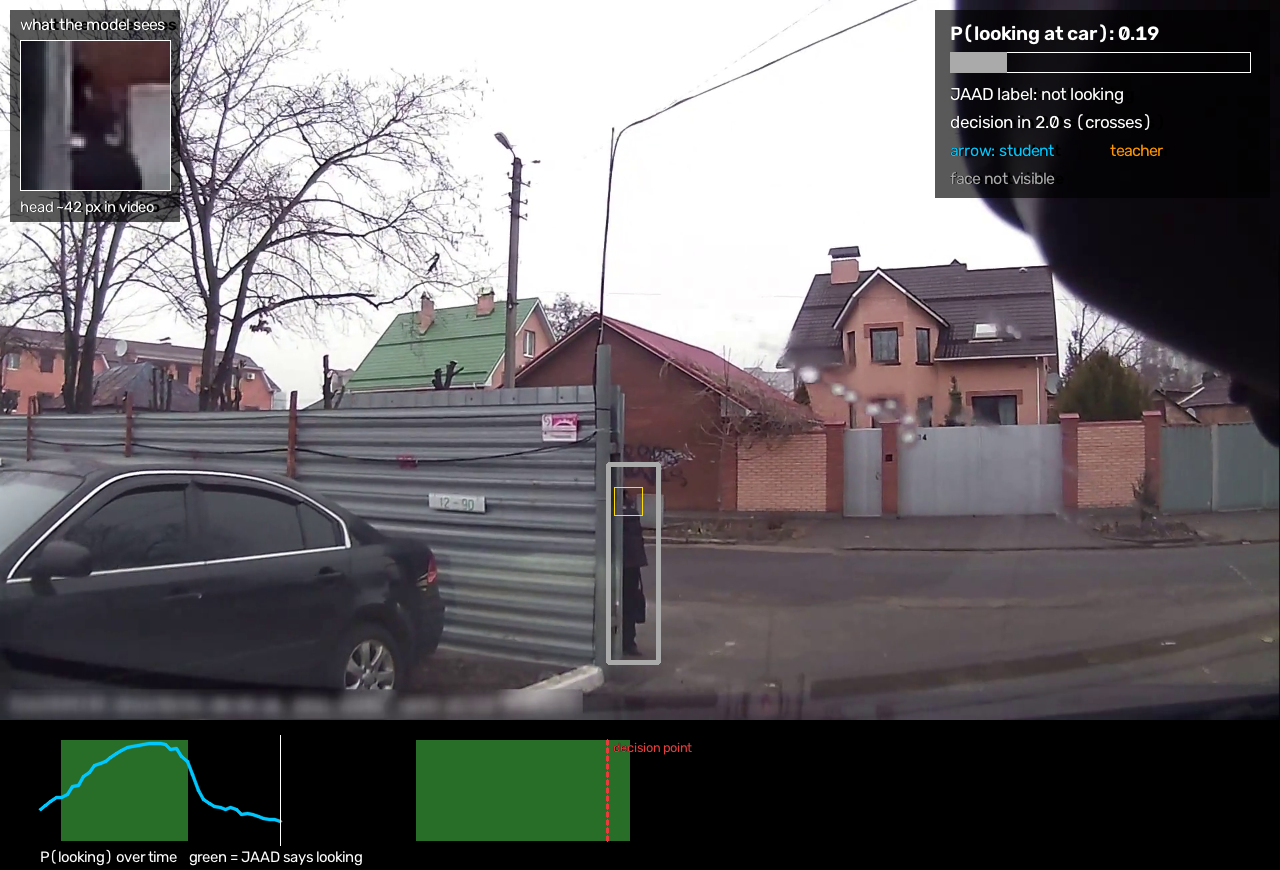 what the model sees
head ~42 px in video
P(looking at car): 0.19
JAAD label: not looking
decision in 2.0 s (crosses)
arrow: student teacher
face not visible
12-90
decision point
P(looking) over time green = JAAD says looking